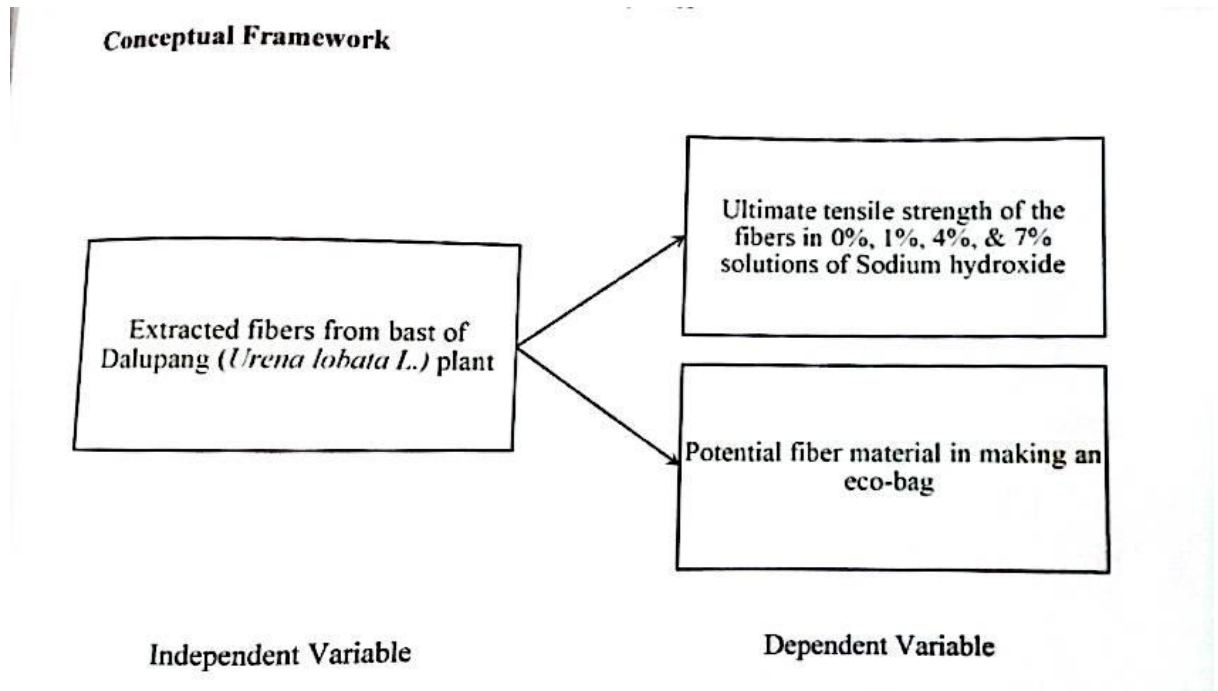 Conceptual Framework
Extracted fibers from bast of
Dalupang (Urena lobata L.) plant
Ultimate tensile strength of the
fibers in 0%, 1%, 4%, & 7%
solutions of Sodium hydroxide
Potential fiber material in making an
eco-bag
Independent Variable
Dependent Variable